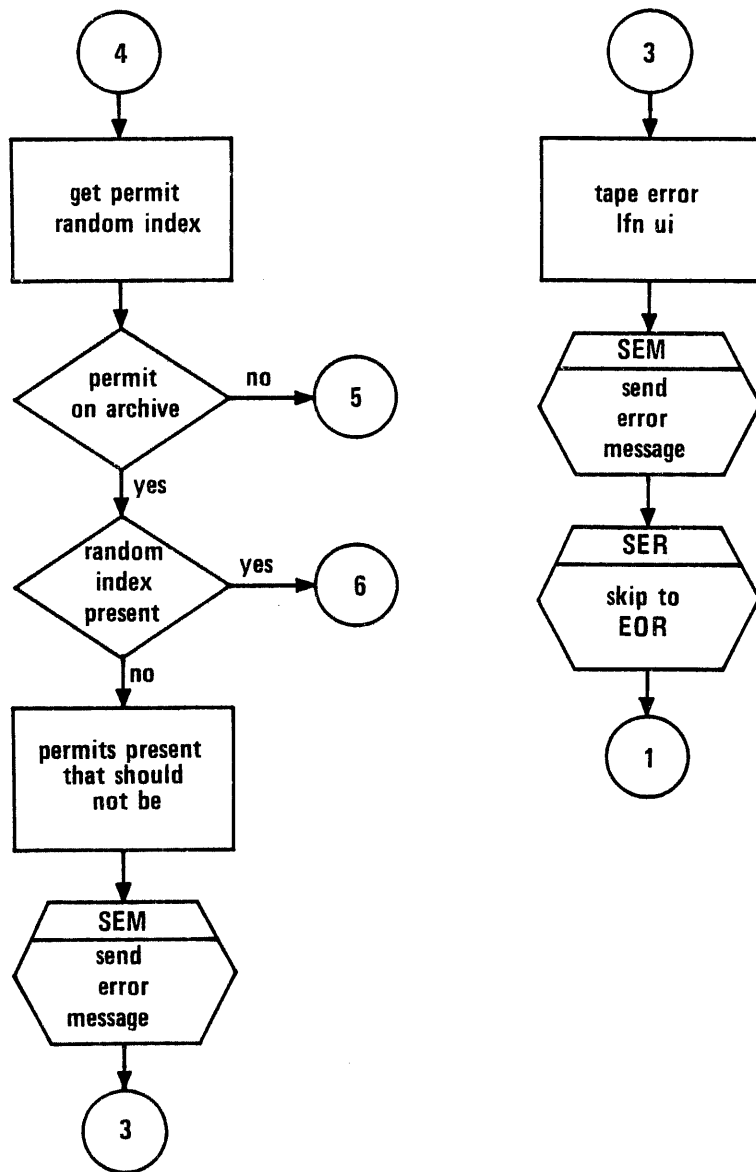 4
get permit
random index
permit
on archive
no
5
yes
random
index
present
yes
6
no
permits present
that should
not be
SEM
send
error
message
3
3
tape error
lfn ui
SEM
send
error
message
SER
skip to
EOR
1